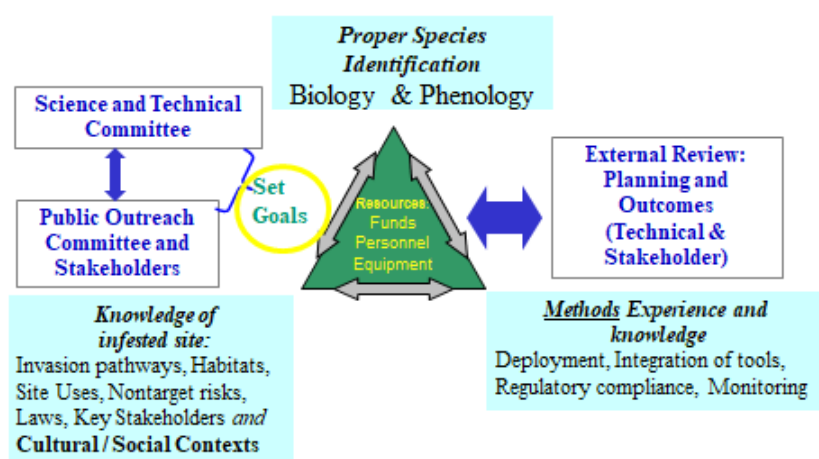 Proper Species
Identification
Biology & Phenology
Science and Technical
Committee
Public Outreach
Committee and
Stakeholders
Set
Goals
Resources:
Funds
Personnel
Equipment
External Review:
Planning and
Outcomes
(Technical &
Stakeholder)
Knowledge of
infested site:
Invasion pathways, Habitats,
Site Uses, Nontarget risks,
Laws, Key Stakeholders and
Cultural / Social Contexts
Methods Experience and
knowledge
Deployment, Integration of tools,
Regulatory compliance, Monitoring